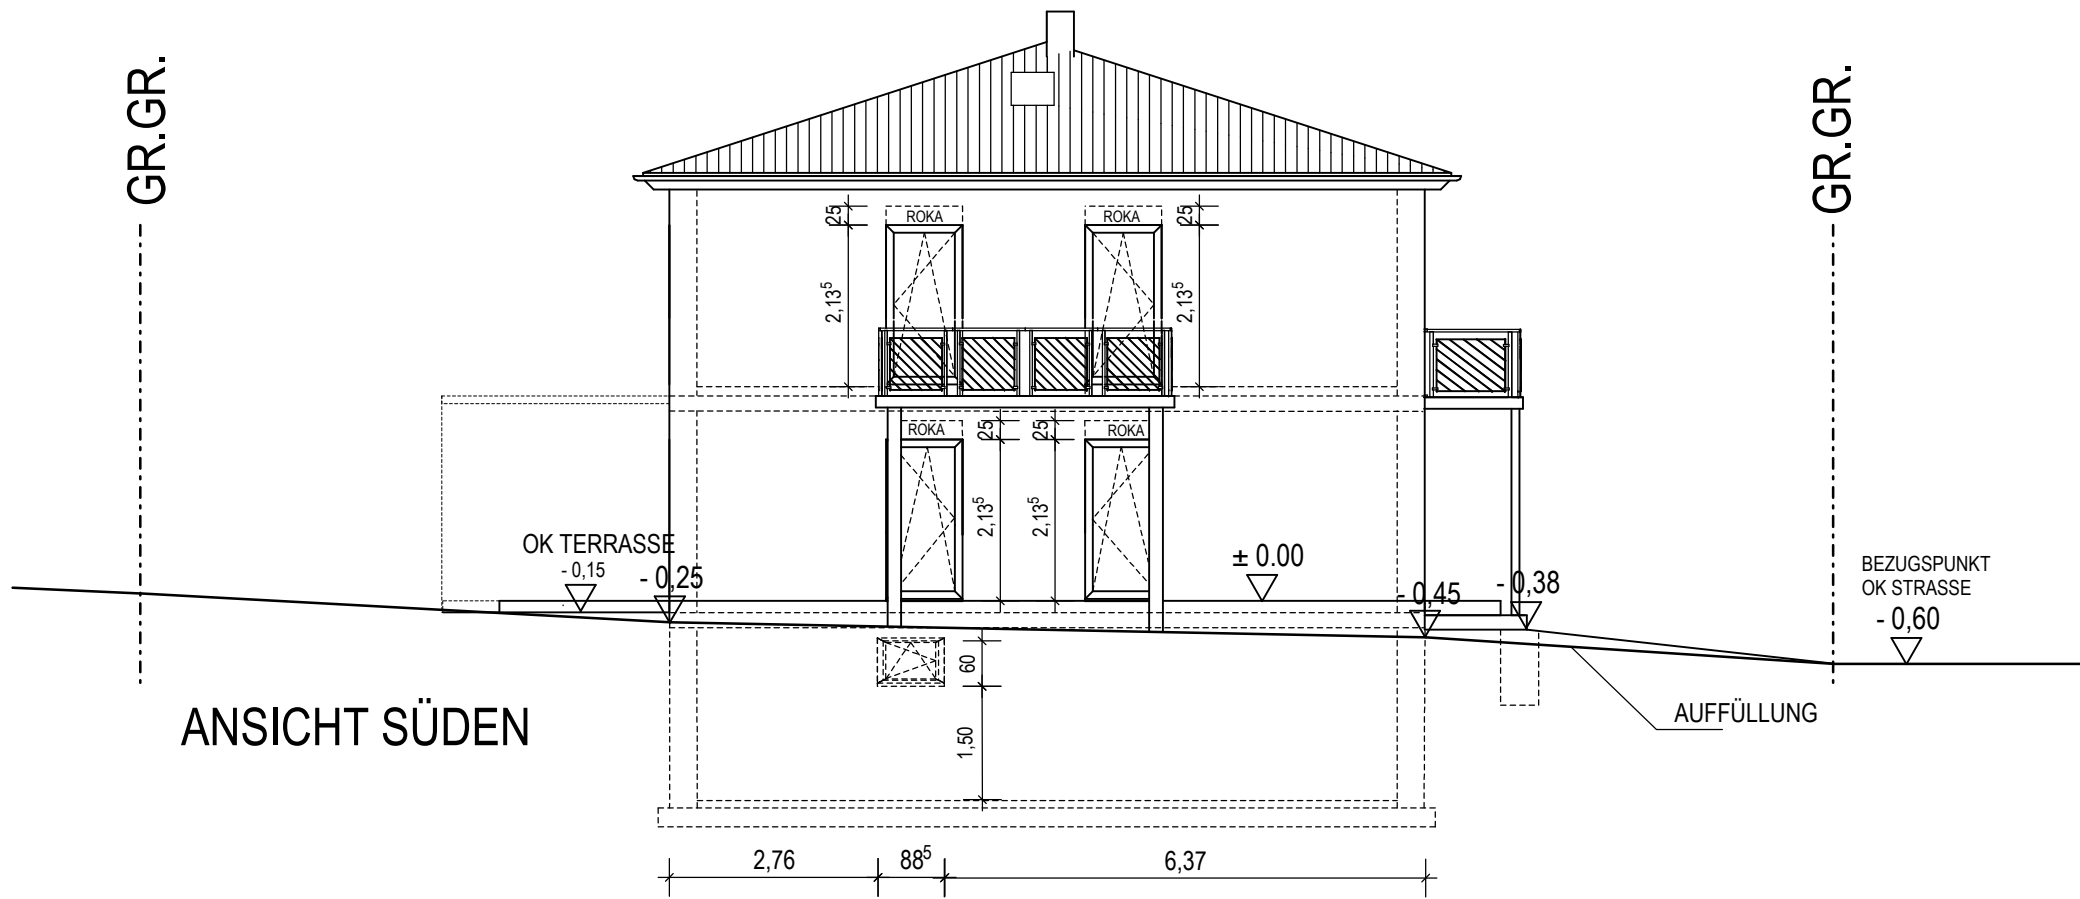 GR.GR.
GR.GR.
25
ROKA
ROKA
25
2,13⁵
2,13⁵
ROKA
25
25
ROKA
2,13⁵
2,13⁵
OK TERRASSE
- 0,15
- 0,25
± 0.00
- 0,45
- 0,38
BEZUGSPUNKT
OK STRASSE
- 0,60
60
ANSICHT SÜDEN
AUFFÜLLUNG
1,50
2,76
88⁵
6,37